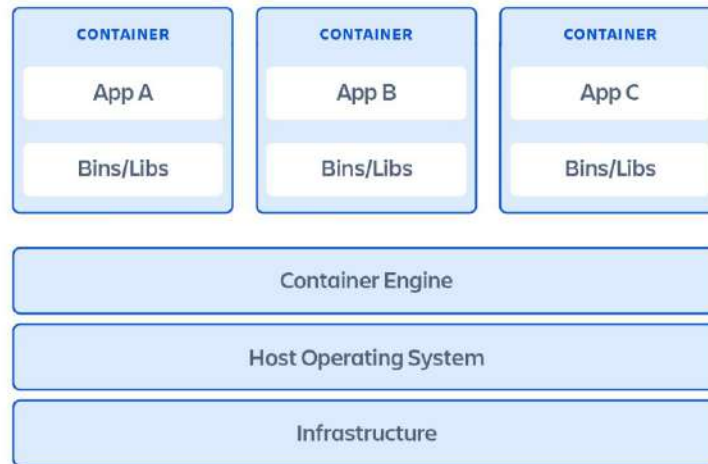 CONTAINER
App A
Bins/Libs
CONTAINER
App B
Bins/Libs
CONTAINER
App C
Bins/Libs
Container Engine
Host Operating System
Infrastructure